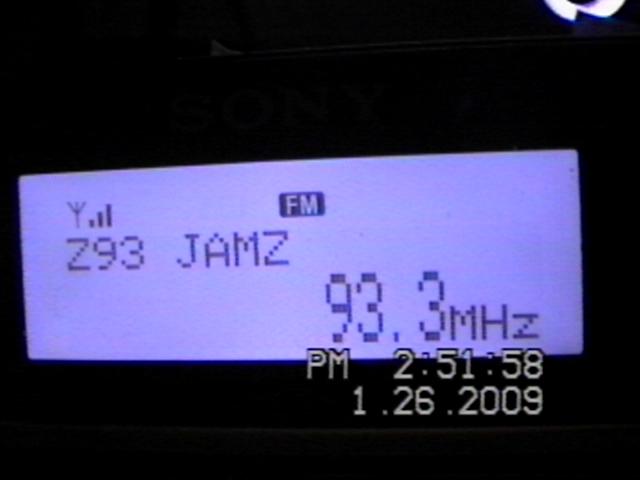 SONY
FM
Z93 JAMZ
93.3MHz
PM 2:51:58
1.26.2009